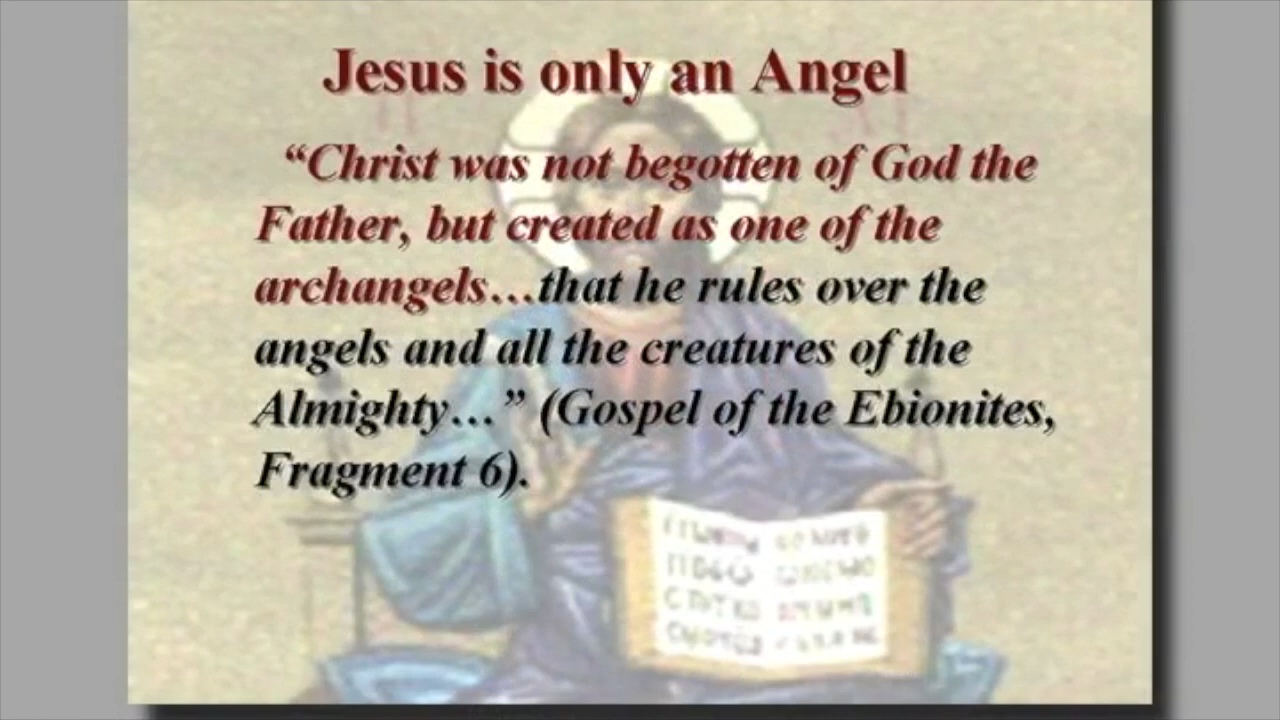 Jesus is only an Angel
“Christ was not begotten of God the
Father, but created as one of the
archangels…that he rules over the
angels and all the creatures of the
Almighty…” (Gospel of the Ebionites,
Fragment 6).